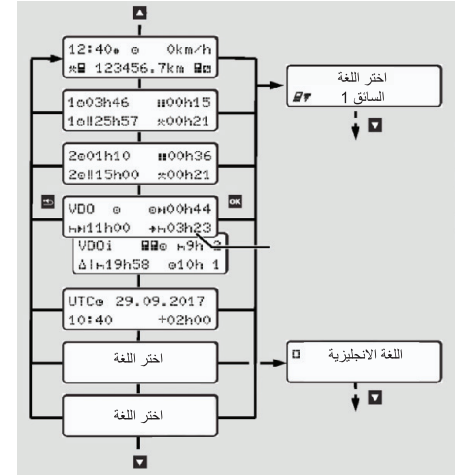 12:40 0km/h
123456.7km
اختر اللغة
السائق 1
1 03h46 00h15
1 25h57 00h21
2 01h10 00h36
2 15h00 00h21
OK
VDO 00h44
11h00 03h23
VDO i 9h 2
19h58 10h 1
UTC 29.09.2017
10:40 +02h00
اختر اللغة
اللغة الانجليزية
اختر اللغة